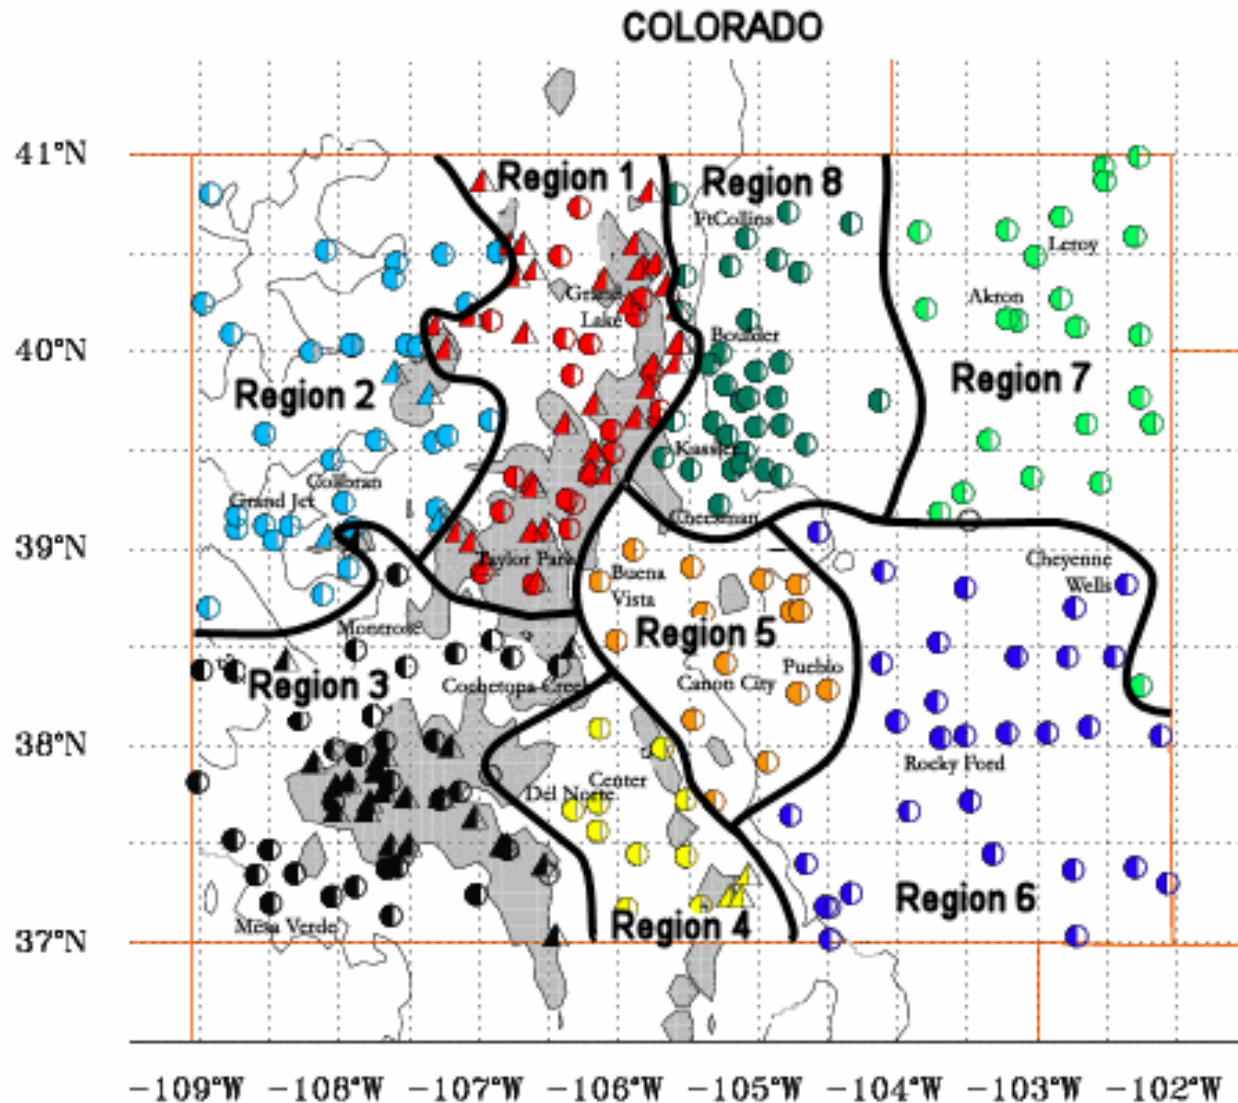 COLORADO
41°N
Region 1
Region 8
FtCollins
Leroy
Grand
Lake
Akron
Boulder
40°N
Region 2
Region 7
Kassler
Collbran
Grand Jct
Cheesman
39°N
Taylor Park
Buena
Vista
Cheyenne
Wells
Montrose
Region 5
Pueblo
Region 3
Cochetopa Creek
Canon City
38°N
Rocky Ford
Center
Del Norte
Region 6
Mesa Verde
Region 4
37°N
-109°W -108°W -107°W -106°W -105°W -104°W -103°W -102°W